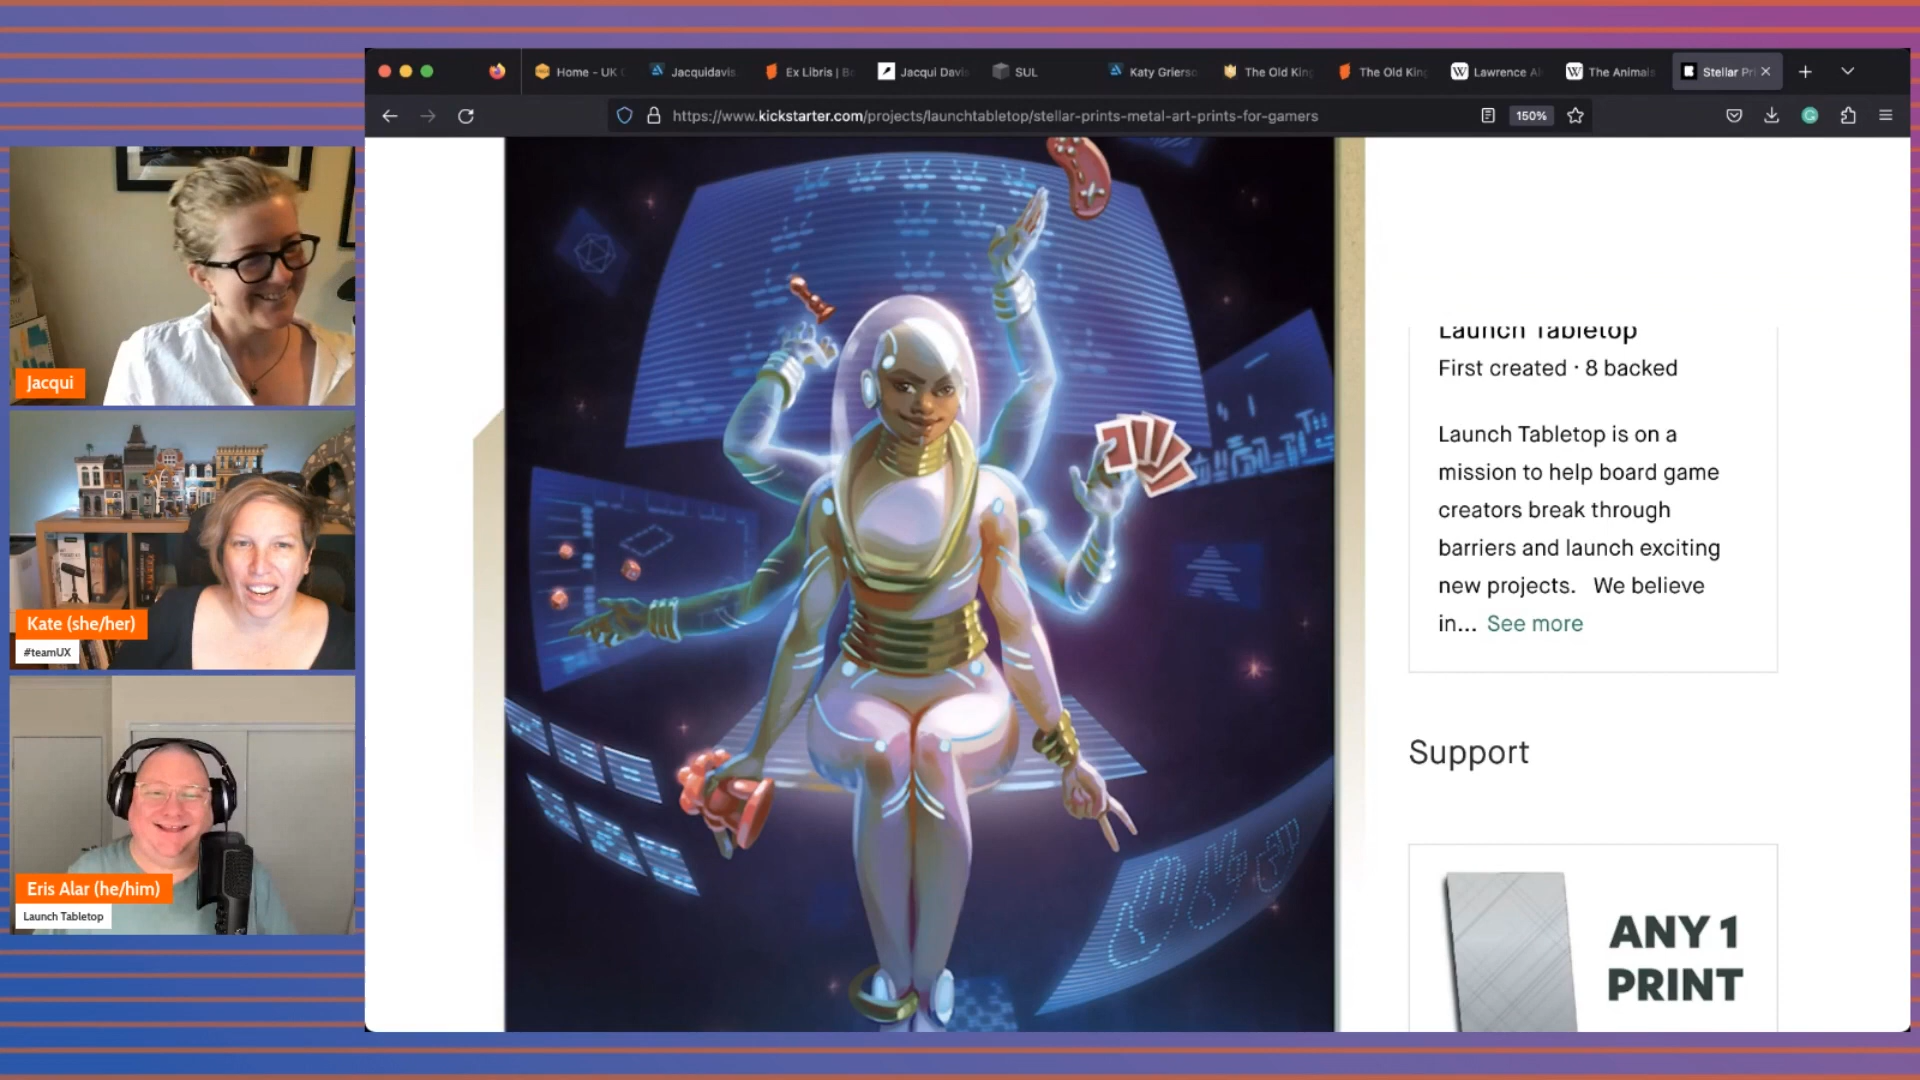 Home - UK
Jacquidavis
Ex Libris | B
Jacqui Davis
SUL
Katy Grierso
The Old Kin
The Old Kin
Lawrence Al
The Animals
Stellar Pri
https://www.kickstarter.com/projects/launchtabletop/stellar-prints-metal-art-prints-for-gamers
150%
Jacqui
Kate (she/her)
#teamUX
Eris Alar (he/him)
Launch Tabletop
Launch Tabletop
First created · 8 backed
Launch Tabletop is on a
mission to help board game
creators break through
barriers and launch exciting
new projects. We believe
in... See more
Support
ANY 1
PRINT